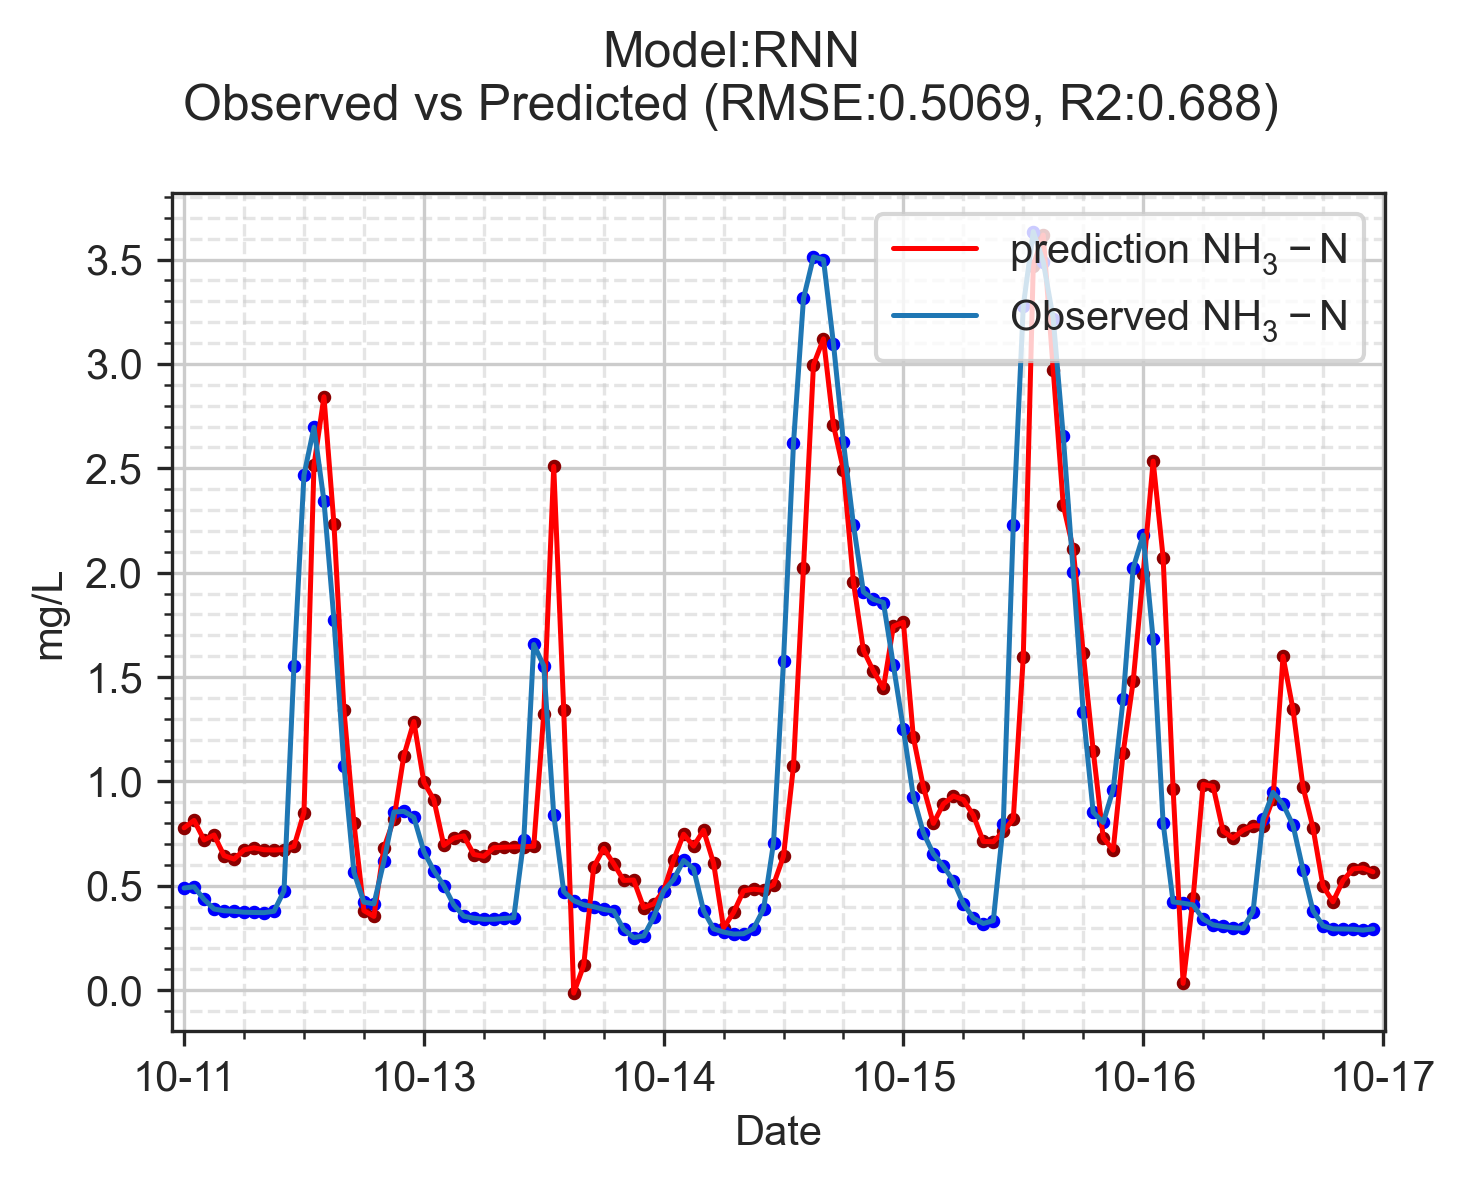 Model:RNN
Observed vs Predicted (RMSE:0.5069, R2:0.688)
prediction NH₃ − N
Observed NH₃ − N
3.5
3.0
2.5
2.0
1.5
1.0
0.5
0.0
mg/L
10-11 10-13 10-14 10-15 10-16 10-17
Date